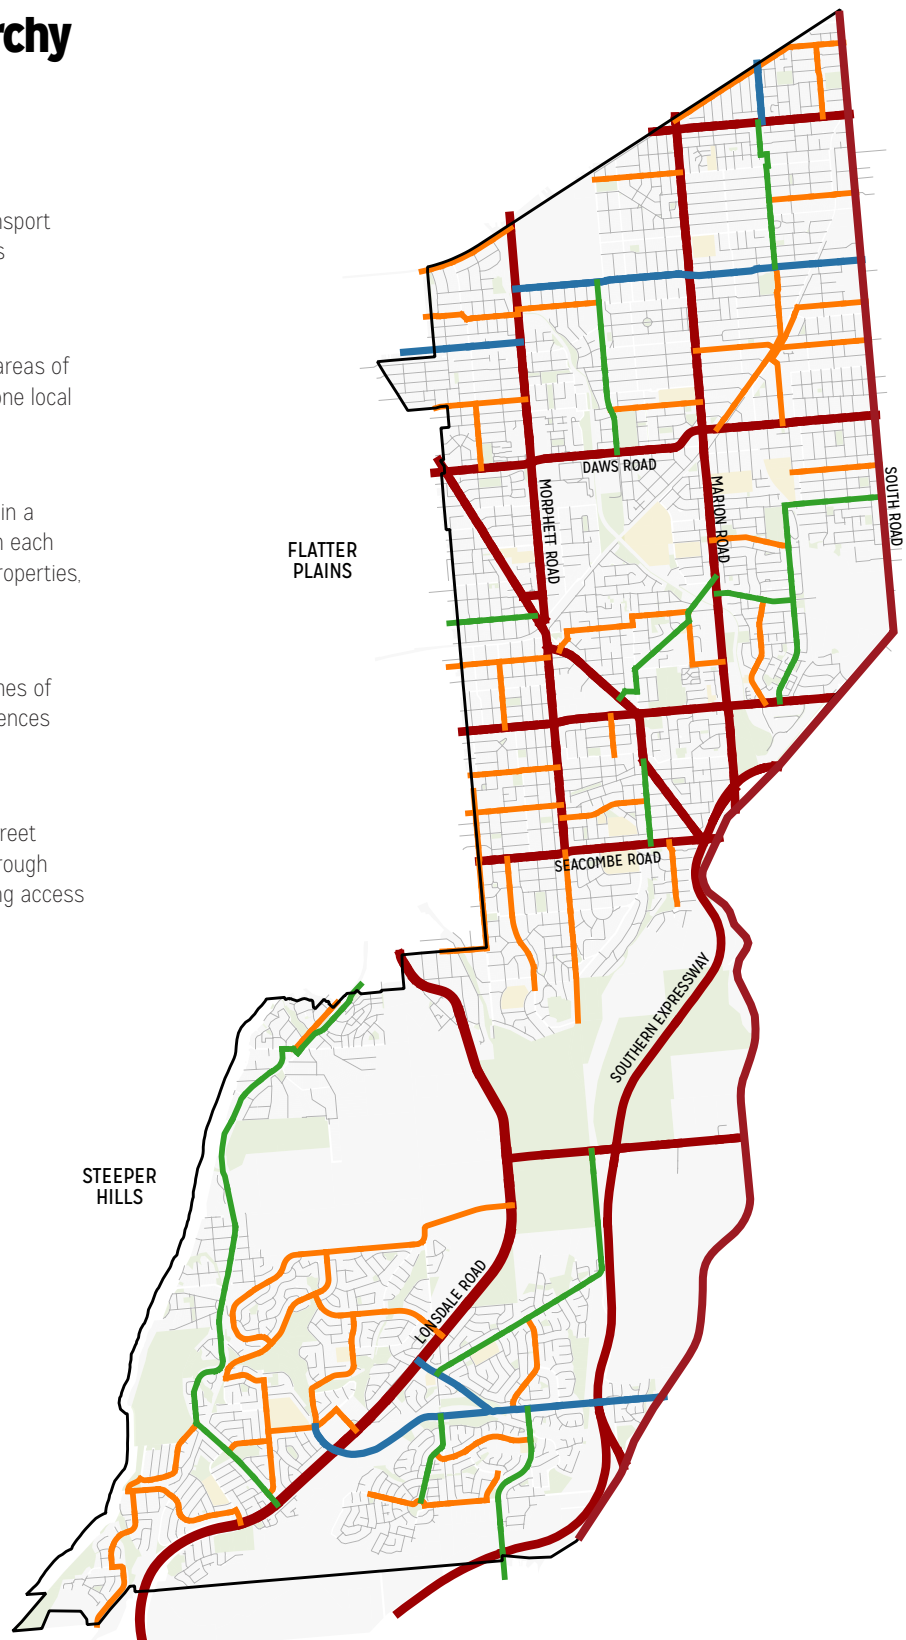 rchy
nsport
s
areas of
one local
in a
n each
roperties,
nes of
ences
reet
rough
ng access
DAWS ROAD
MORPHETT ROAD
MARION ROAD
SOUTH ROAD
FLATTER
PLAINS
SEACOMBE ROAD
SOUTHERN EXPRESSWAY
STEEPER
HILLS
LONSDALE ROAD